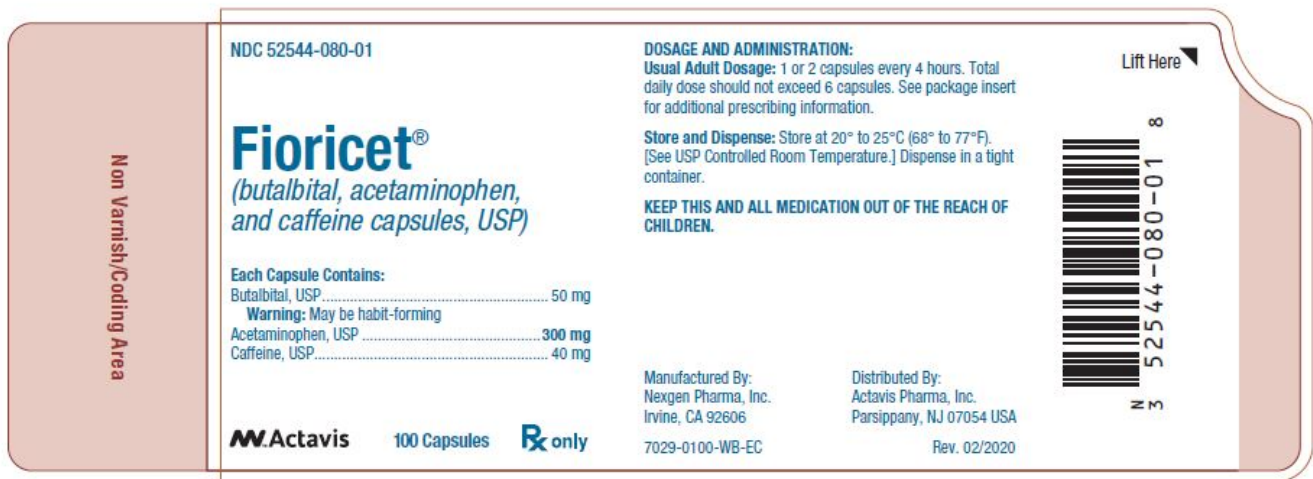 Non Varnish/Coding Area
NDC 52544-080-01
Fioricet®
(butalbital, acetaminophen,
and caffeine capsules, USP)
Each Capsule Contains:
Butalbital, USP........................................................ 50 mg
Warning: May be habit-forming
Acetaminophen, USP ............................................ 300 mg
Caffeine, USP.......................................................... 40 mg
Actavis
100 Capsules
Rx only
DOSAGE AND ADMINISTRATION:
Usual Adult Dosage: 1 or 2 capsules every 4 hours. Total
daily dose should not exceed 6 capsules. See package insert
for additional prescribing information.
Store and Dispense: Store at 20° to 25°C (68° to 77°F).
[See USP Controlled Room Temperature.] Dispense in a tight
container.
KEEP THIS AND ALL MEDICATION OUT OF THE REACH OF
CHILDREN.
Manufactured By:
Nexgen Pharma, Inc.
Irvine, CA 92606
7029-0100-WB-EC
Distributed By:
Actavis Pharma, Inc.
Parsippany, NJ 07054 USA
Rev. 02/2020
Lift Here
N
3 52544-080-01 8